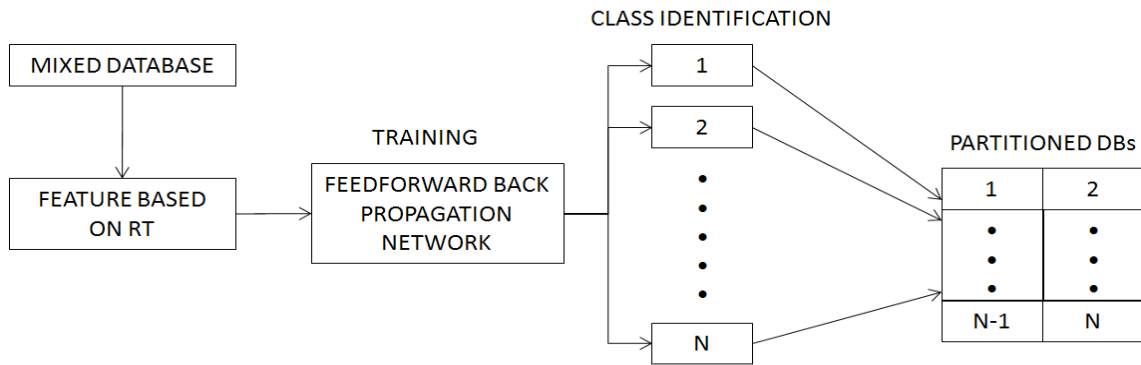 CLASS IDENTIFICATION
MIXED DATABASE
1
2
TRAINING
FEATURE BASED
ON RT
FEEDFORWARD BACK
PROPAGATION
NETWORK
N
PARTITIONED DBs
1 2
N-1 N